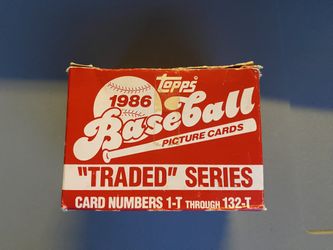 TOPPS
1986
Baseball
PICTURE CARDS
"TRADED" SERIES
CARD NUMBERS 1-T THROUGH 132-T